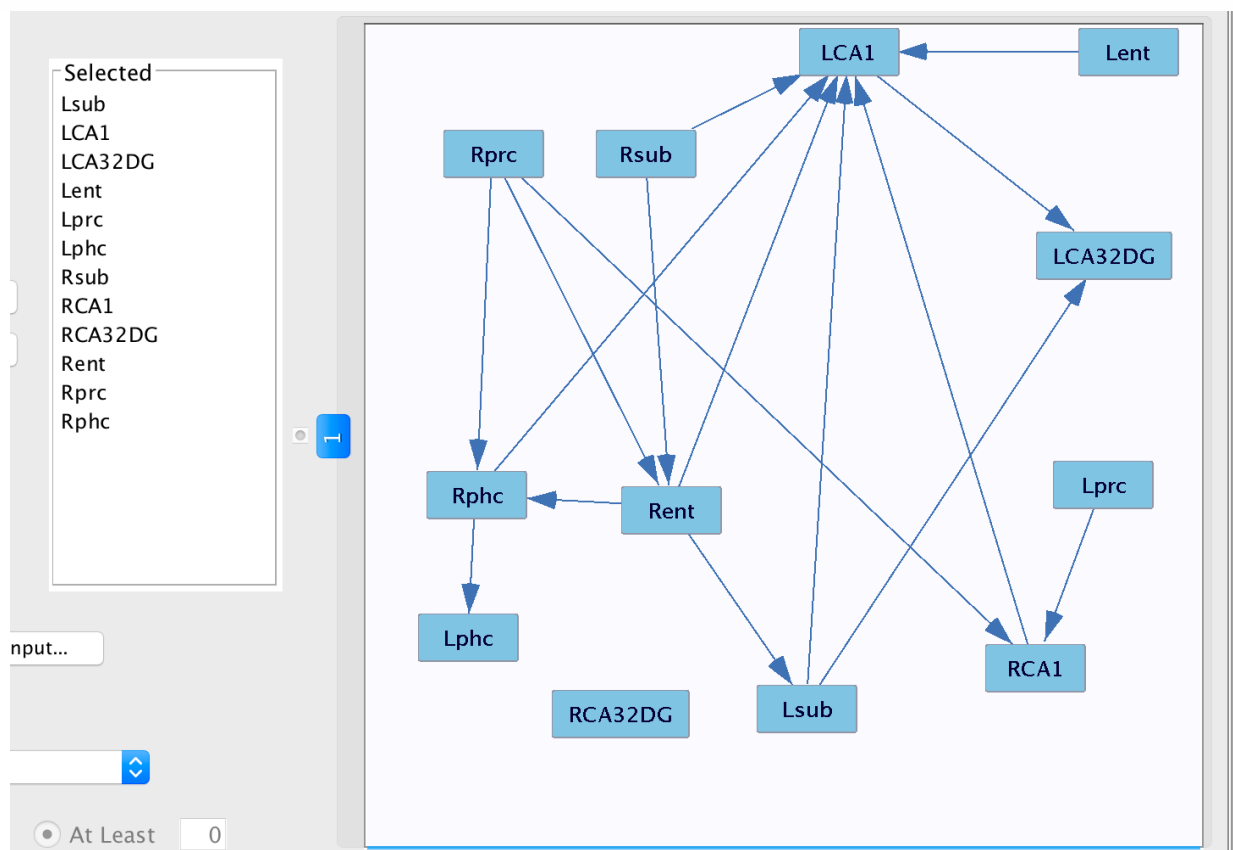 Selected
Lsub
LCA1
LCA32DG
Lent
Lprc
Lphc
Rsub
RCA1
RCA32DG
Rent
Rprc
Rphc
nput...
At Least 0
1
LCA1 Lent
Rprc Rsub
LCA32DG
Rphc Rent Lprc
Lphc
RCA32DG Lsub RCA1